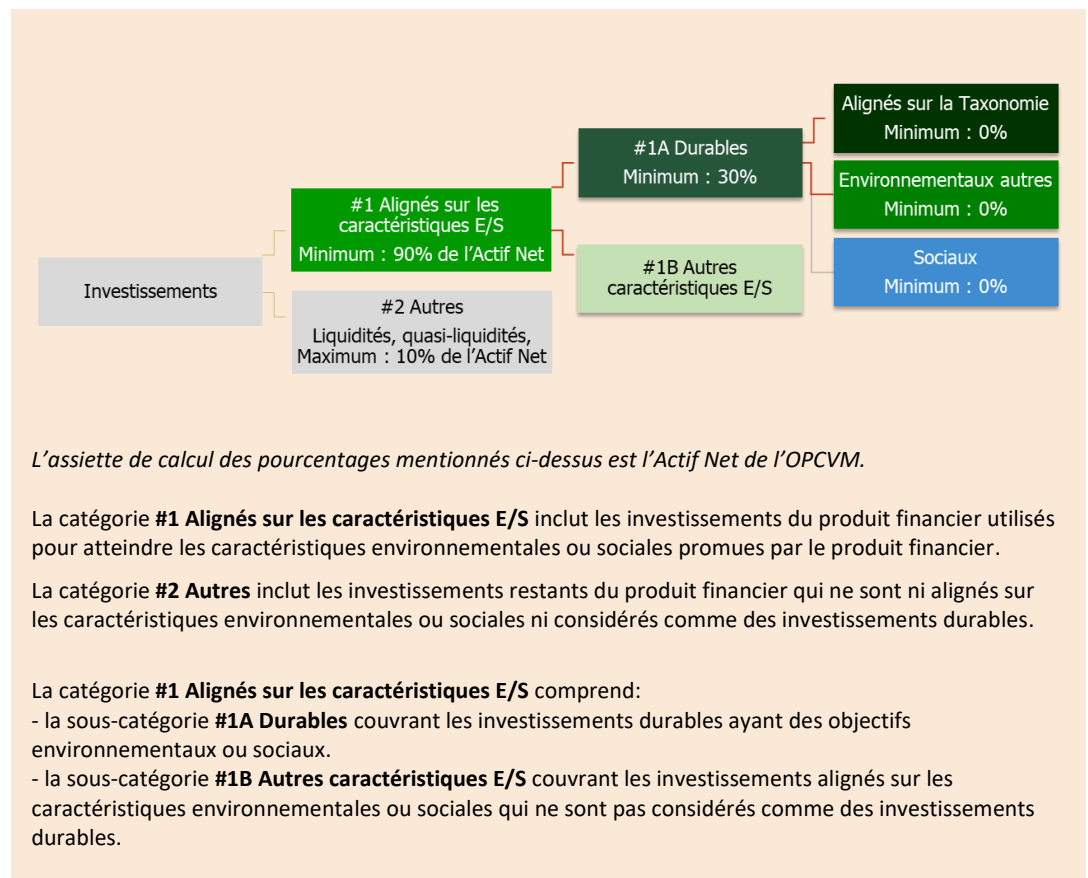 Investissements
#1 Alignés sur les
caractéristiques E/S
Minimum : 90% de l’Actif Net
#2 Autres
Liquidités, quasi-liquidités,
Maximum : 10% de l’Actif Net
#1A Durables
Minimum : 30%
#1B Autres
caractéristiques E/S
Alignés sur la Taxonomie
Minimum : 0%
Environnementaux autres
Minimum : 0%
Sociaux
Minimum : 0%
L’assiette de calcul des pourcentages mentionnés ci-dessus est l’Actif Net de l’OPCVM.
La catégorie #1 Alignés sur les caractéristiques E/S inclut les investissements du produit financier utilisés
pour atteindre les caractéristiques environnementales ou sociales promues par le produit financier.
La catégorie #2 Autres inclut les investissements restants du produit financier qui ne sont ni alignés sur
les caractéristiques environnementales ou sociales ni considérés comme des investissements durables.
La catégorie #1 Alignés sur les caractéristiques E/S comprend:
- la sous-catégorie #1A Durables couvrant les investissements durables ayant des objectifs
environnementaux ou sociaux.
- la sous-catégorie #1B Autres caractéristiques E/S couvrant les investissements alignés sur les
caractéristiques environnementales ou sociales qui ne sont pas considérés comme des investissements
durables.